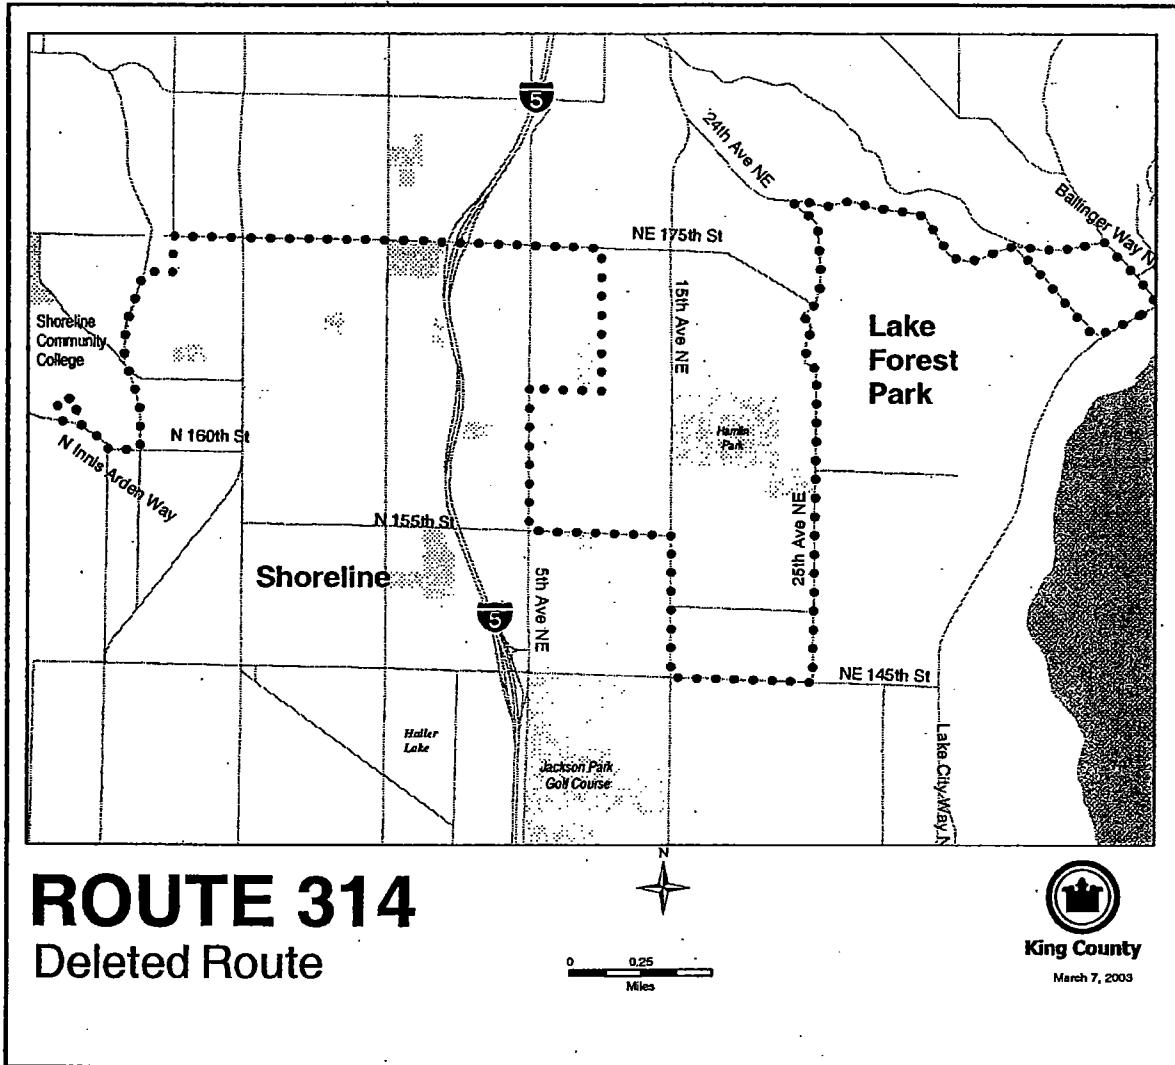 5
24th Ave NE
Ballinger Way N
NE 175th St
15th Ave NE
Shoreline
Community
College
Lake
Forest
Park
Hamlin
Park
N 160th St
N Innis Arden Way
N 155th St
25th Ave NE
Shoreline
5th Ave NE
5
NE 145th St
Haller
Lake
Jackson Park
Golf Course
Lake City Way N
N
ROUTE 314
Deleted Route
0 0.25
Miles
King County
March 7, 2003